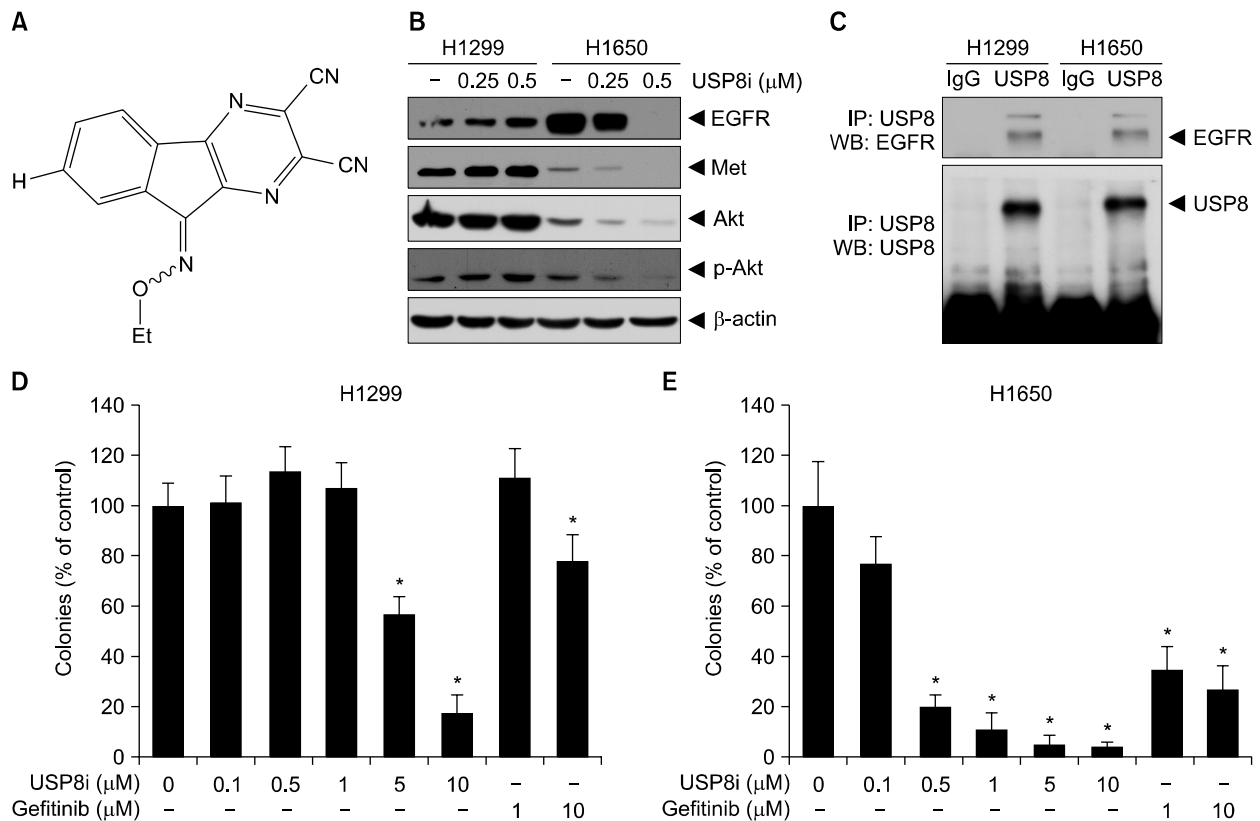 A
CN
N
CN
N
H
N
O
Et
B
H1299 H1650
– 0.25 0.5 – 0.25 0.5 USP8i (μM)
EGFR
Met
Akt
p-Akt
β-actin
C
H1299 H1650
IgG USP8 IgG USP8
IP: USP8
WB: EGFR
EGFR
USP8
IP: USP8
WB: USP8
D
H1299
Colonies (% of control)
140
120
100
80
60
40
20
0
* * *
USP8i (μM) 0 0.1 0.5 1 5 10 – –
Gefitinib (μM) – – – – – – 1 10
E
H1650
Colonies (% of control)
140
120
100
80
60
40
20
0
* * * * * *
USP8i (μM) 0 0.1 0.5 1 5 10 – –
Gefitinib (μM) – – – – – – 1 10